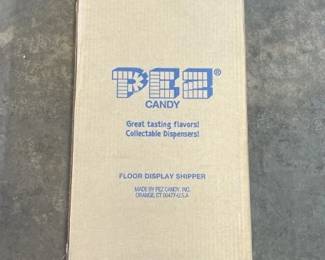 PEZ®
CANDY
Great tasting flavors!
Collectable Dispensers!
FLOOR DISPLAY SHIPPER
MADE BY PEZ CANDY, INC.
ORANGE, CT 06477-U.S.A